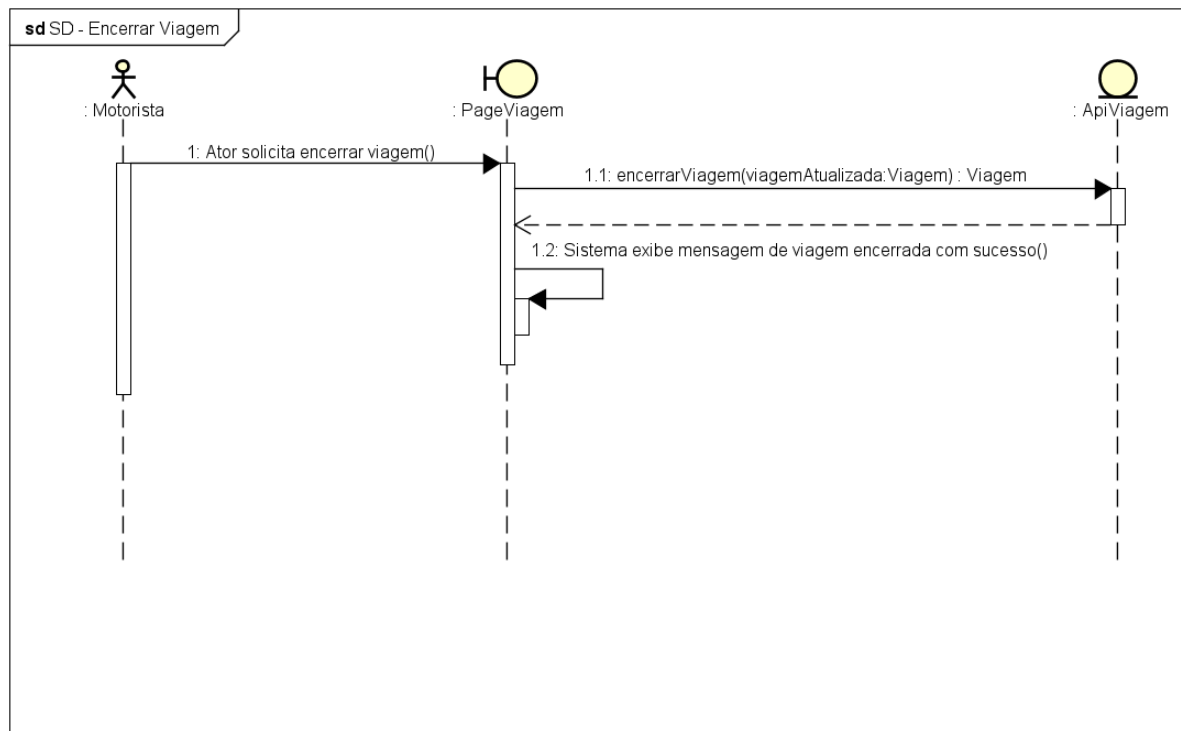 sd SD - Encerrar Viagem
: Motorista
: PageViagem
: ApiViagem
1: Ator solicita encerrar viagem()
1.1: encerrarViagem(viagemAtualizada:Viagem) : Viagem
1.2: Sistema exibe mensagem de viagem encerrada com sucesso()